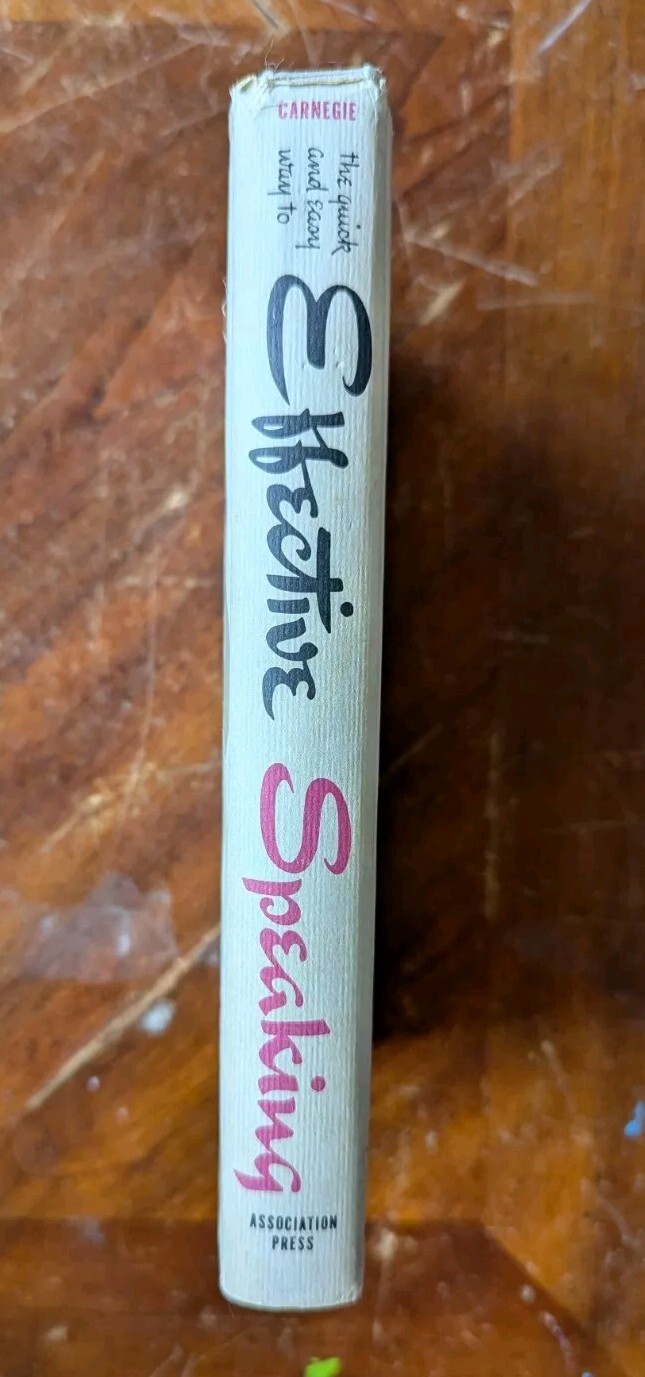 CARNEGIE
the quick
and easy
way to
Effective
Speaking
ASSOCIATION
PRESS